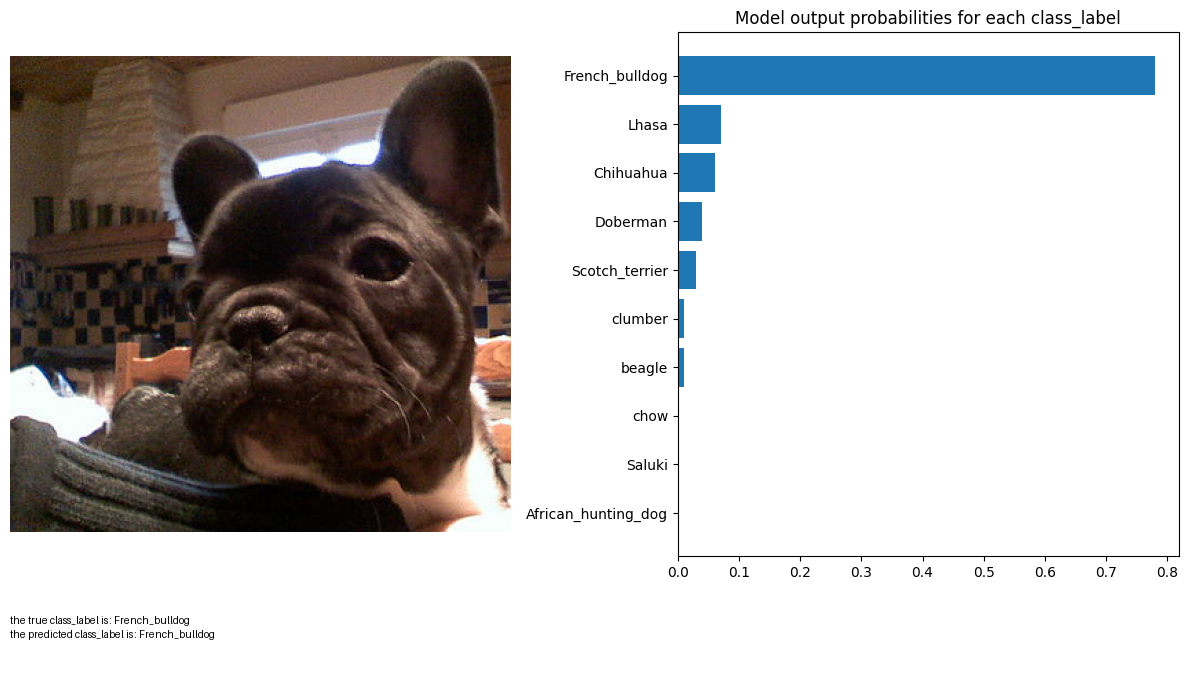 Model output probabilities for each class_label
French_bulldog
Lhasa
Chihuahua
Doberman
Scotch_terrier
clumber
beagle
chow
Saluki
African_hunting_dog
0.0 0.1 0.2 0.3 0.4 0.5 0.6 0.7 0.8
the true class_label is: French_bulldog
the predicted class_label is: French_bulldog